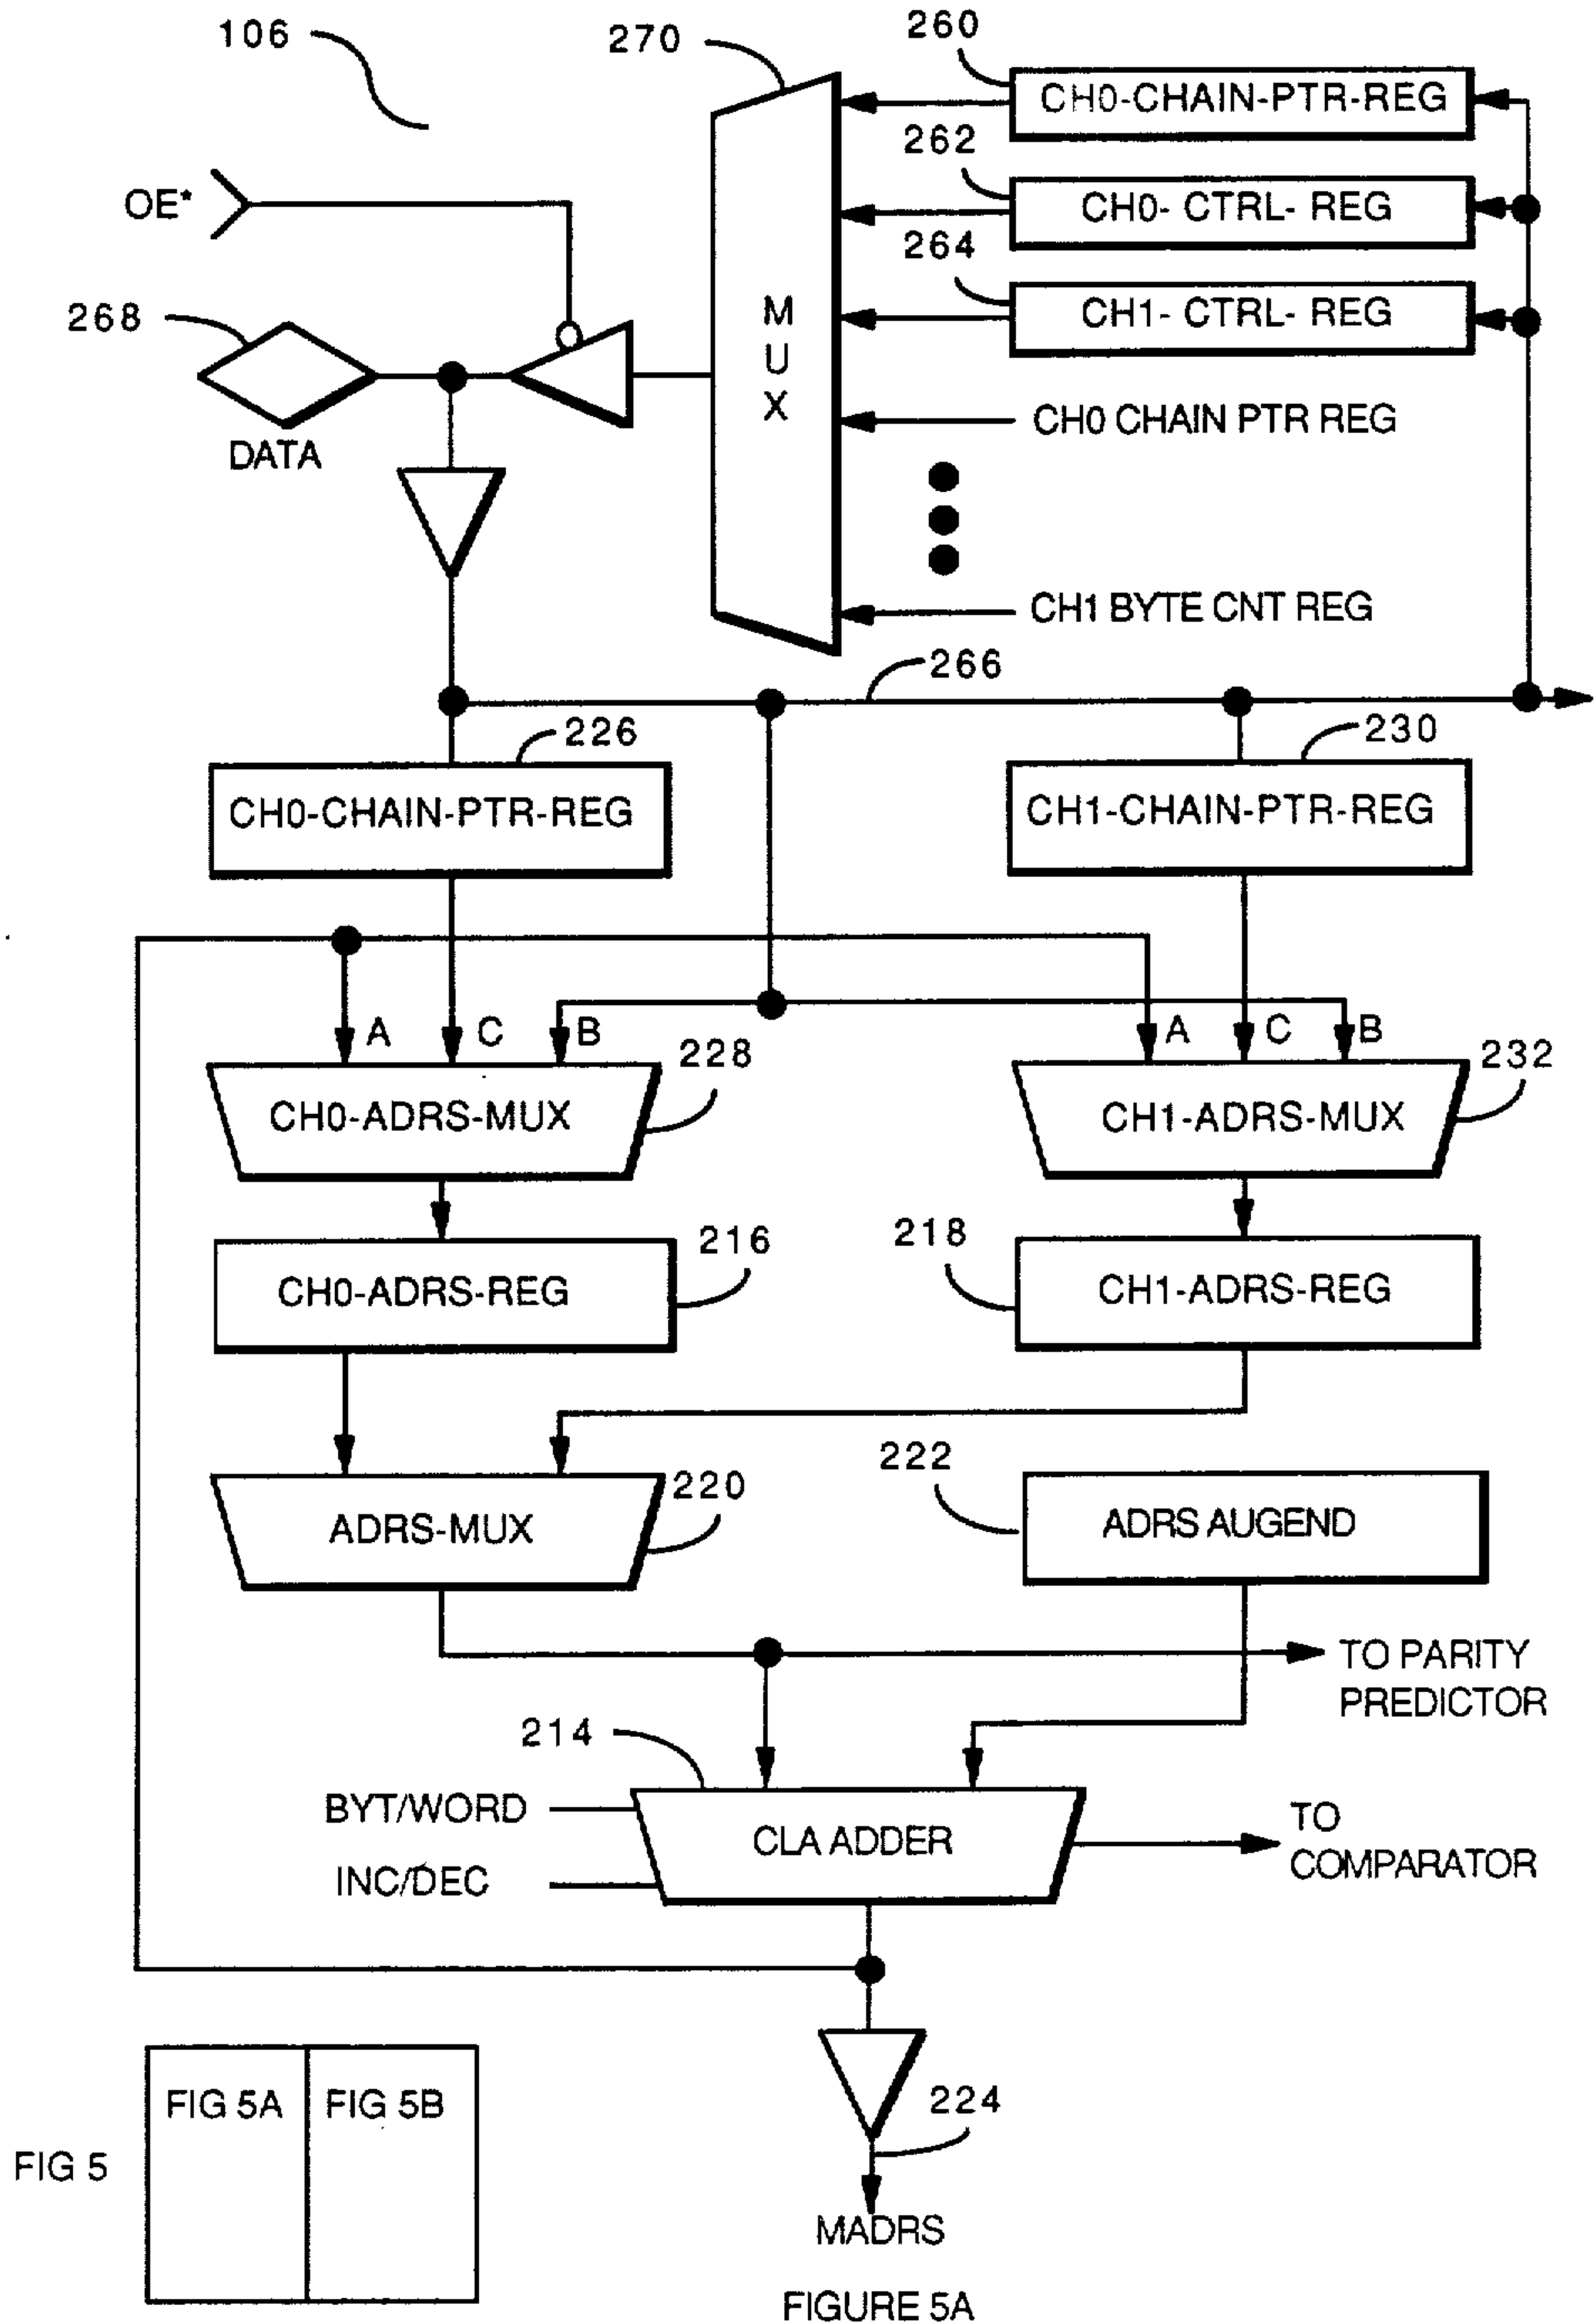 106
270
260
CH0-CHAIN-PTR-REG
262
OE*
CH0- CTRL- REG
264
268
CH1- CTRL- REG
MUX
CH0 CHAIN PTR REG
DATA
CH1 BYTE CNT REG
266
226
230
CH0-CHAIN-PTR-REG
CH1-CHAIN-PTR-REG
A C B
A C B
228
232
CH0-ADRS-MUX
CH1-ADRS-MUX
216
218
CH0-ADRS-REG
CH1-ADRS-REG
222
220
ADRS-MUX
ADRS AUGEND
TO PARITY
PREDICTOR
214
BYT/WORD
CLA ADDER
TO
COMPARATOR
INC/DEC
FIG 5A
FIG 5B
224
FIG 5
MADRS
FIGURE 5A